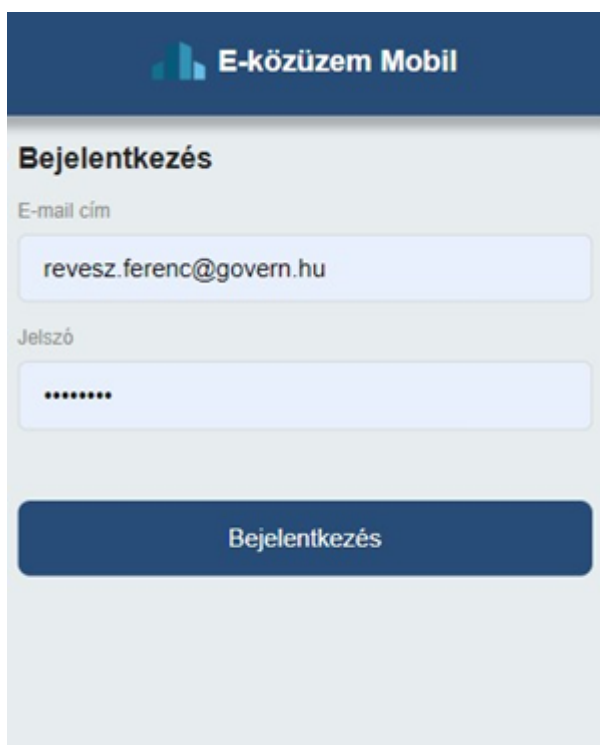 E-közüzem Mobil
Bejelentkezés
E-mail cím
revesz.ferenc@govern.hu
Jelszó
••••••••
Bejelentkezés